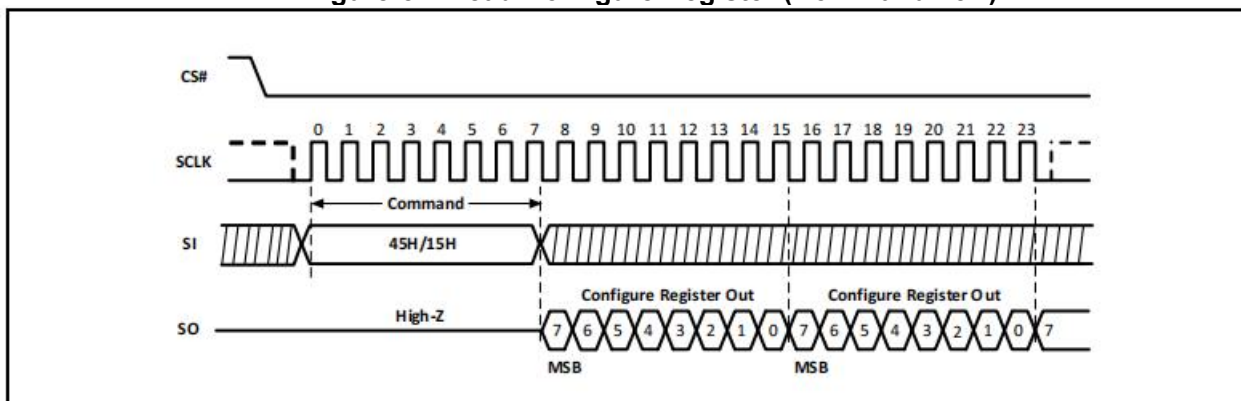 CS#
0 1 2 3 4 5 6 7 8 9 10 11 12 13 14 15 16 17 18 19 20 21 22 23
SCLK
Command
SI 45H/15H
Configure Register Out Configure Register Out
SO High-Z 7 6 5 4 3 2 1 0 7 6 5 4 3 2 1 0 7
MSB MSB